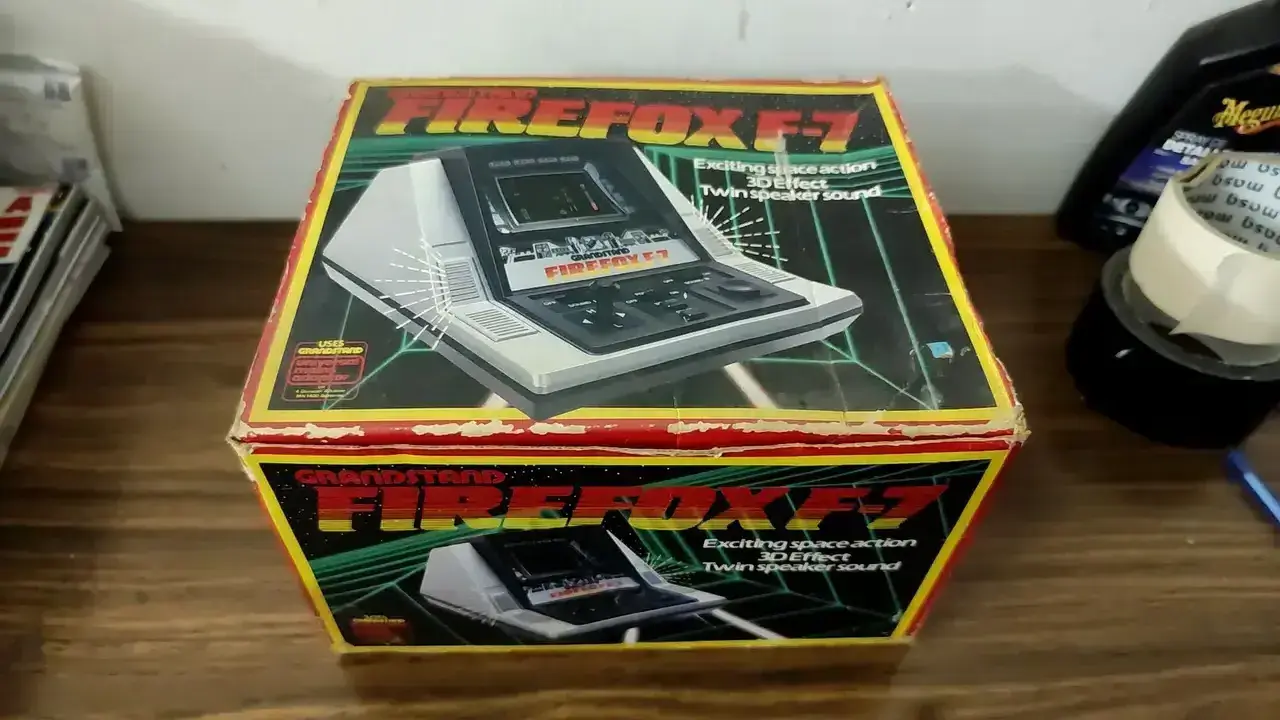 FIREFOX F-7
Exciting space action
3D Effect
Twin speaker sound
GRANDSTAND
FIREFOX F-7
USES
GRANDSTAND
GRANDSTAND
FIREFOX F-7
Exciting space action
3D Effect
Twin speaker sound